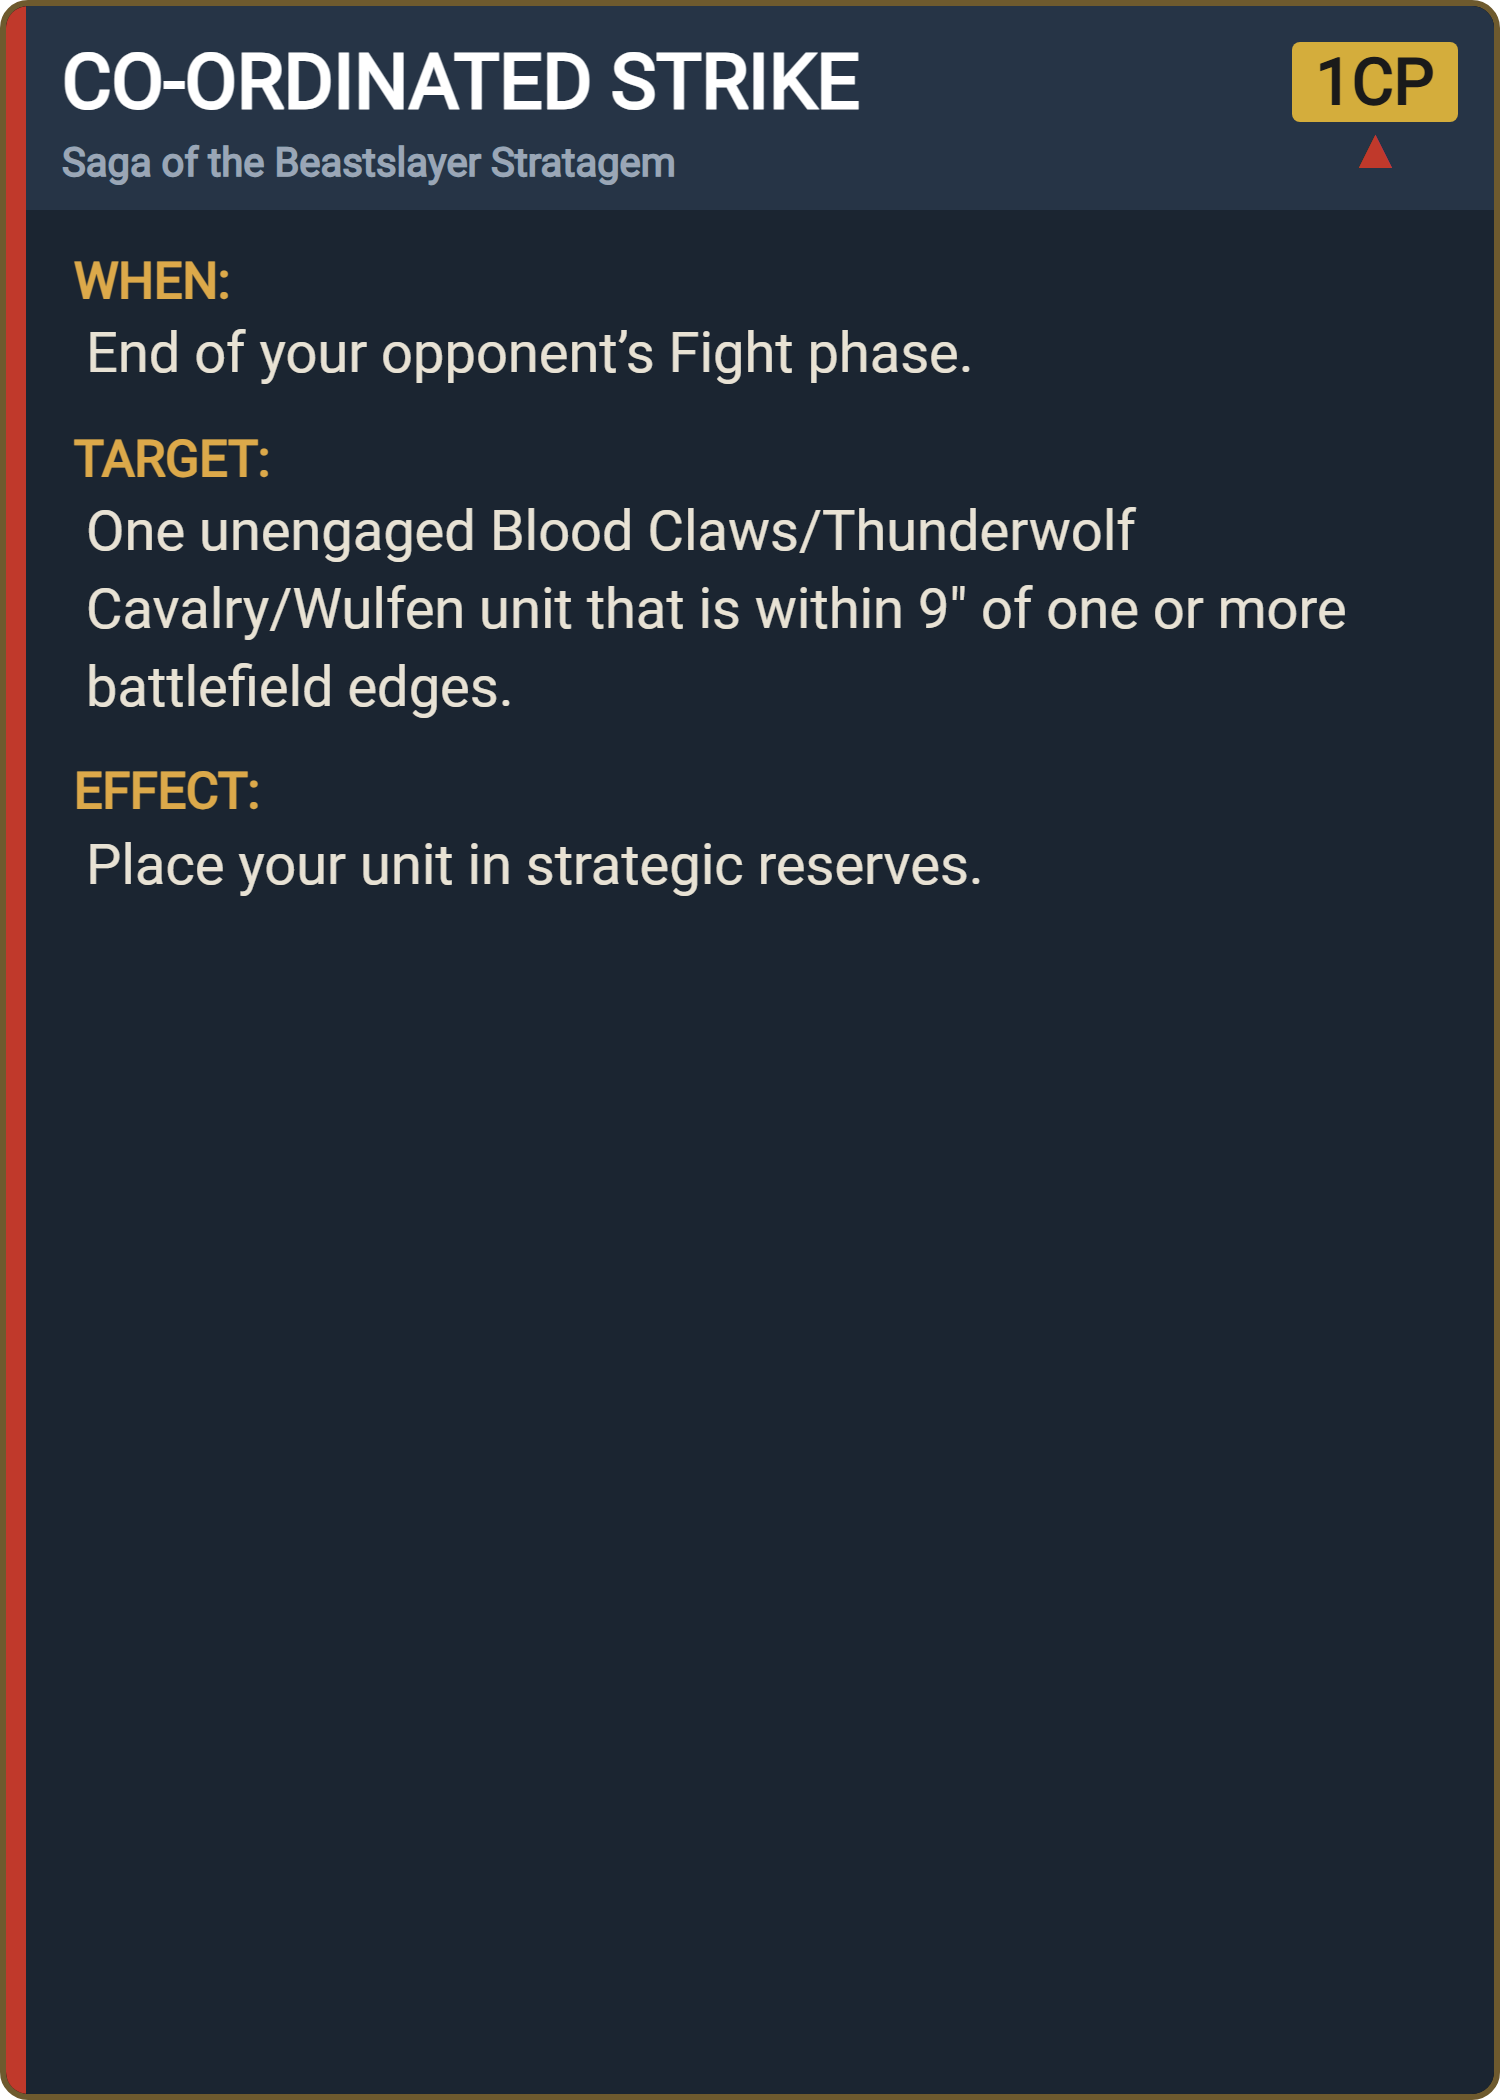 CO-ORDINATED STRIKE
1CP
Saga of the Beastslayer Stratagem
WHEN:
End of your opponent’s Fight phase.
TARGET:
One unengaged Blood Claws/Thunderwolf
Cavalry/Wulfen unit that is within 9" of one or more
battlefield edges.
EFFECT:
Place your unit in strategic reserves.